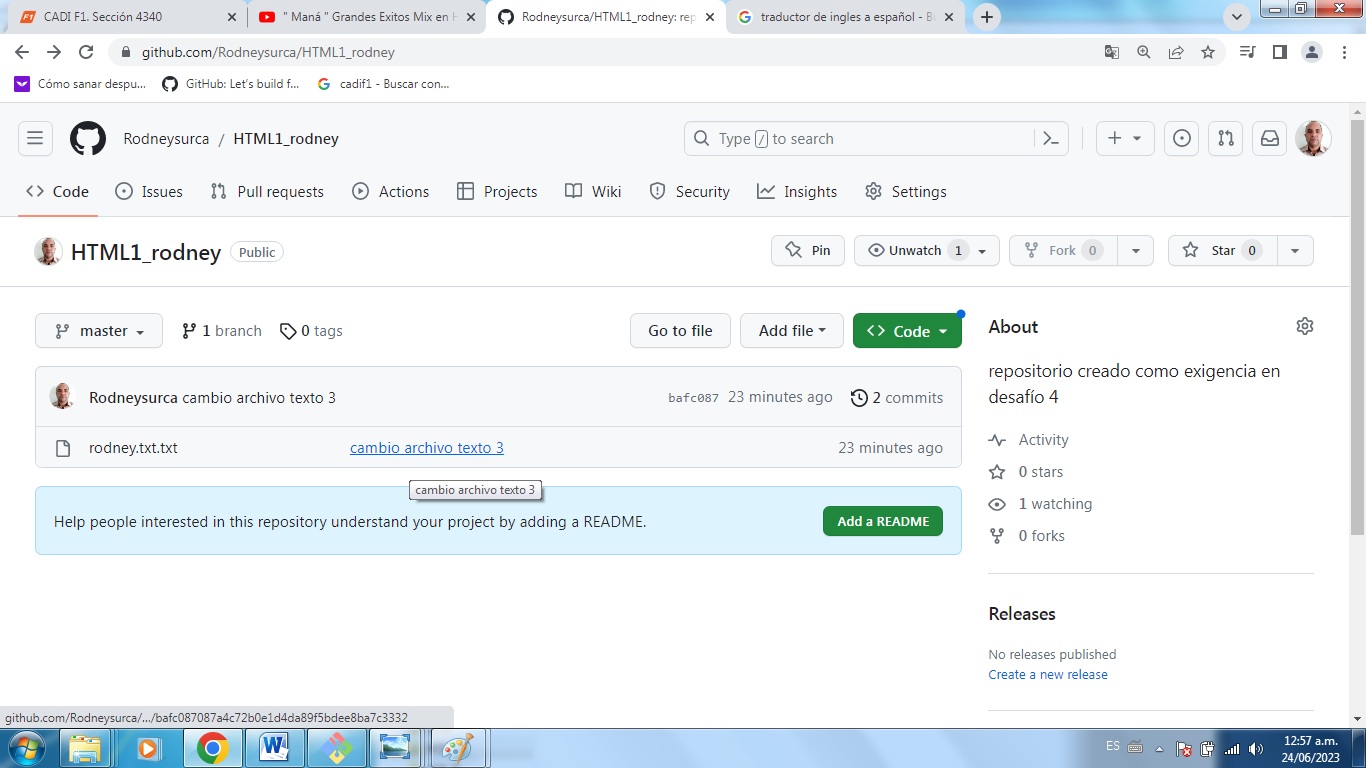 CADI F1. Sección 4340
" Maná " Grandes Exitos Mix en H
Rodneysurca/HTML1_rodney: rep
traductor de ingles a español - B
github.com/Rodneysurca/HTML1_rodney
Cómo sanar despu...
GitHub: Let's build f...
cadif1 - Buscar con...
Rodneysurca / HTML1_rodney
Type / to search
Code
Issues
Pull requests
Actions
Projects
Wiki
Security
Insights
Settings
HTML1_rodney
Public
Pin
Unwatch 1
Fork 0
Star 0
master
1 branch
0 tags
Go to file
Add file
Code
Rodneysurca cambio archivo texto 3
bafc087 23 minutes ago
2 commits
rodney.txt.txt
cambio archivo texto 3
23 minutes ago
cambio archivo texto 3
Help people interested in this repository understand your project by adding a README.
Add a README
About
repositorio creado como exigencia en
desafío 4
Activity
0 stars
1 watching
0 forks
Releases
No releases published
Create a new release
github.com/Rodneysurca/.../bafc087087a4c72b0e1d4da89f5bdee8ba7c3332
ES
12:57 a.m.
24/06/2023